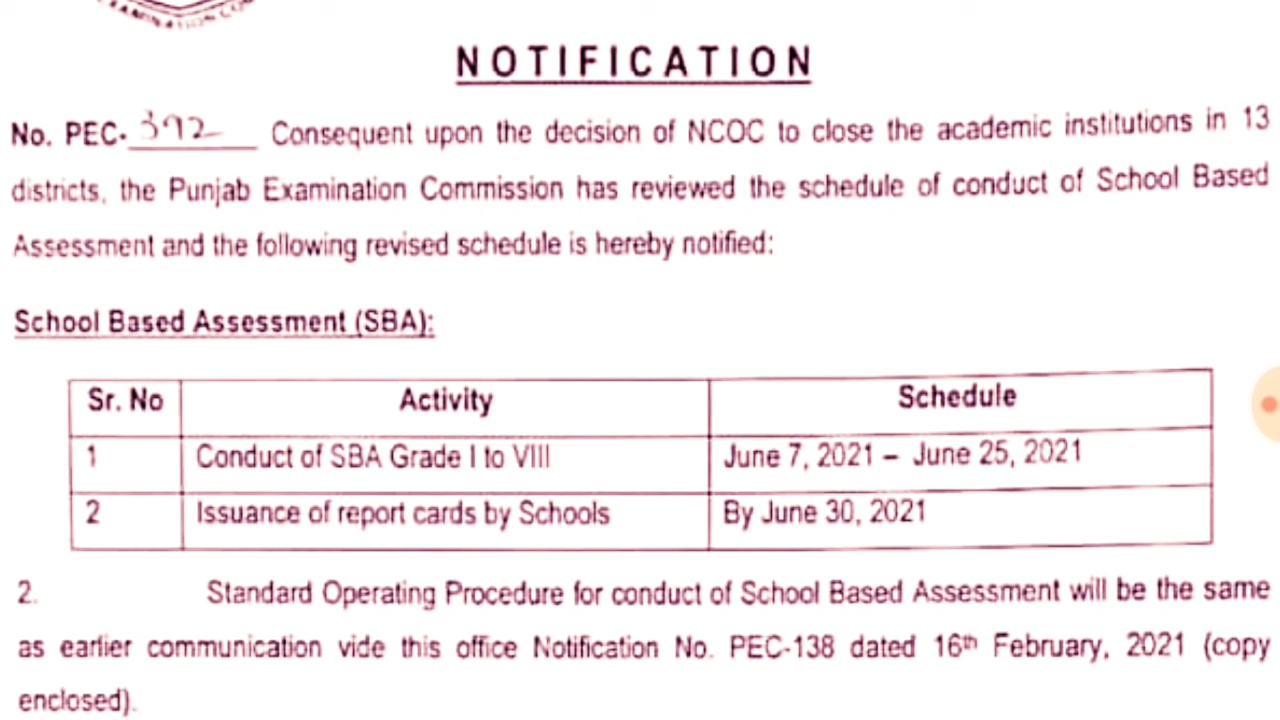 EXAMINATION CO
NOTIFICATION
No. PEC-392 Consequent upon the decision of NCOC to close the academic institutions in 13
districts, the Punjab Examination Commission has reviewed the schedule of conduct of School Based
Assessment and the following revised schedule is hereby notified:
School Based Assessment (SBA):
Sr. No Activity Schedule
1 Conduct of SBA Grade I to VIII June 7, 2021 – June 25, 2021
2 Issuance of report cards by Schools By June 30, 2021
2. Standard Operating Procedure for conduct of School Based Assessment will be the same
as earlier communication vide this office Notification No. PEC-138 dated 16th February, 2021 (copy
enclosed).